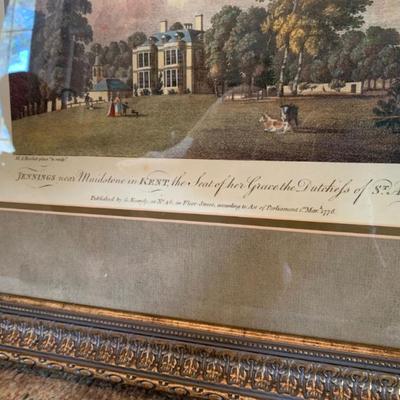 JENNINGS near Maidstone in KENT, the Seat of her Grace the Dutchess of ST. A
Published by G. Kearsly, at No. 46, in Fleet Street, according to Act of Parliament 1st Mar. 1776.